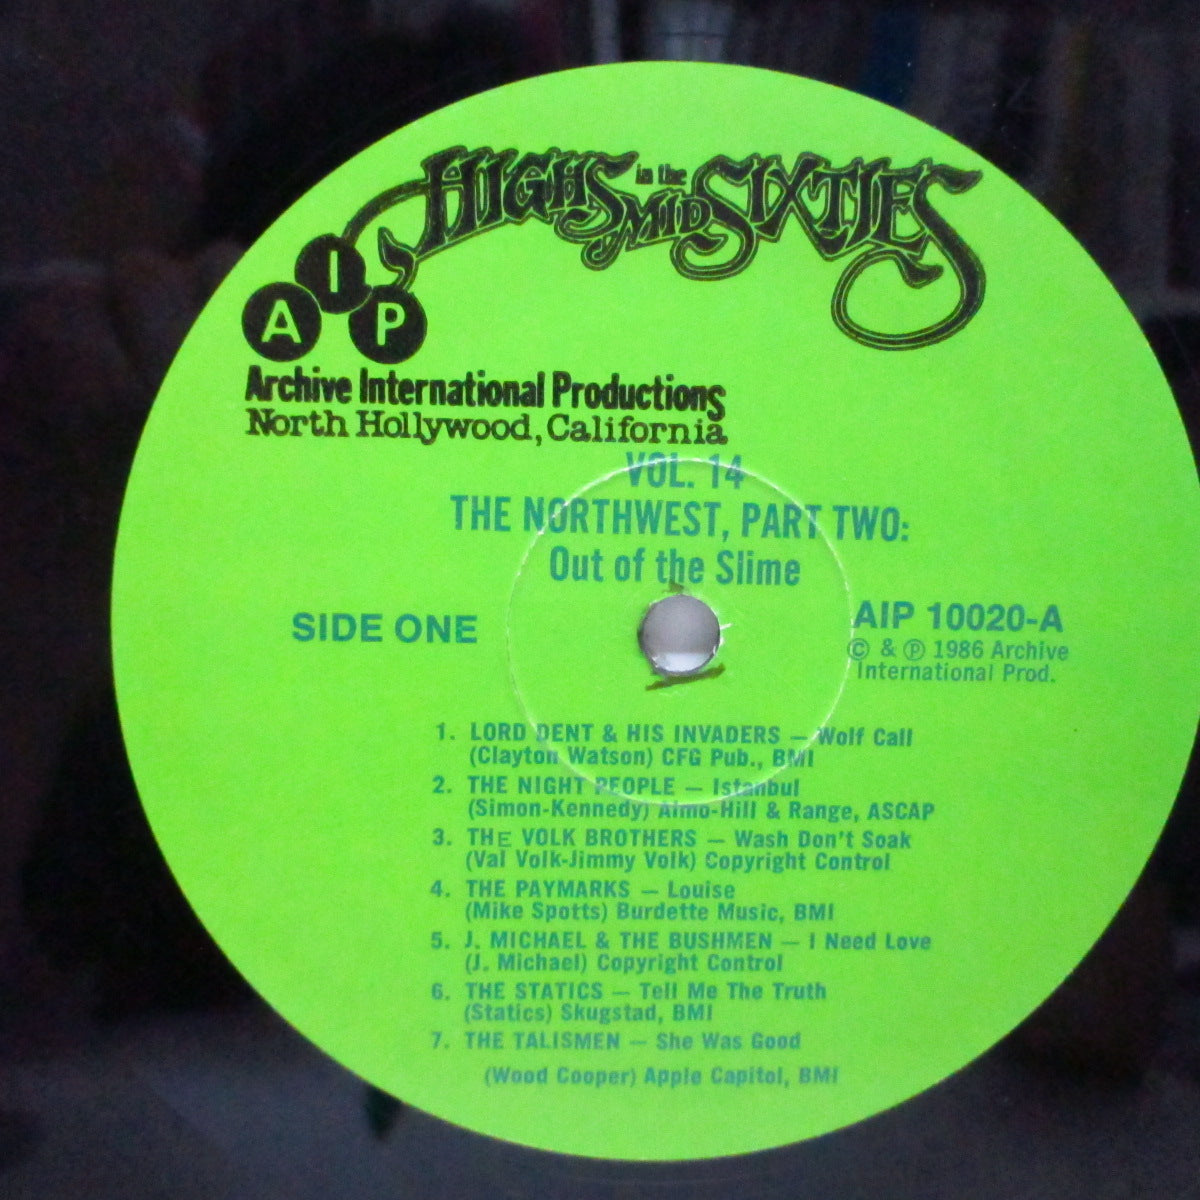 HIGHS in the MID SIXTIES
A I P
Archive International Productions
North Hollywood, California
VOL. 14
THE NORTHWEST, PART TWO:
Out of the Slime
SIDE ONE
AIP 10020-A
© & ℗ 1986 Archive
International Prod.
1. LORD DENT & HIS INVADERS — Wolf Call
(Clayton Watson) CFG Pub., BMI
2. THE NIGHT PEOPLE — Istanbul
(Simon-Kennedy) Almo-Hill & Range, ASCAP
3. THE VOLK BROTHERS — Wash Don't Soak
(Val Volk-Jimmy Volk) Copyright Control
4. THE PAYMARKS — Louise
(Mike Spotts) Burdette Music, BMI
5. J. MICHAEL & THE BUSHMEN — I Need Love
(J. Michael) Copyright Control
6. THE STATICS — Tell Me The Truth
(Statics) Skugstad, BMI
7. THE TALISMEN — She Was Good
(Wood Cooper) Apple Capitol, BMI